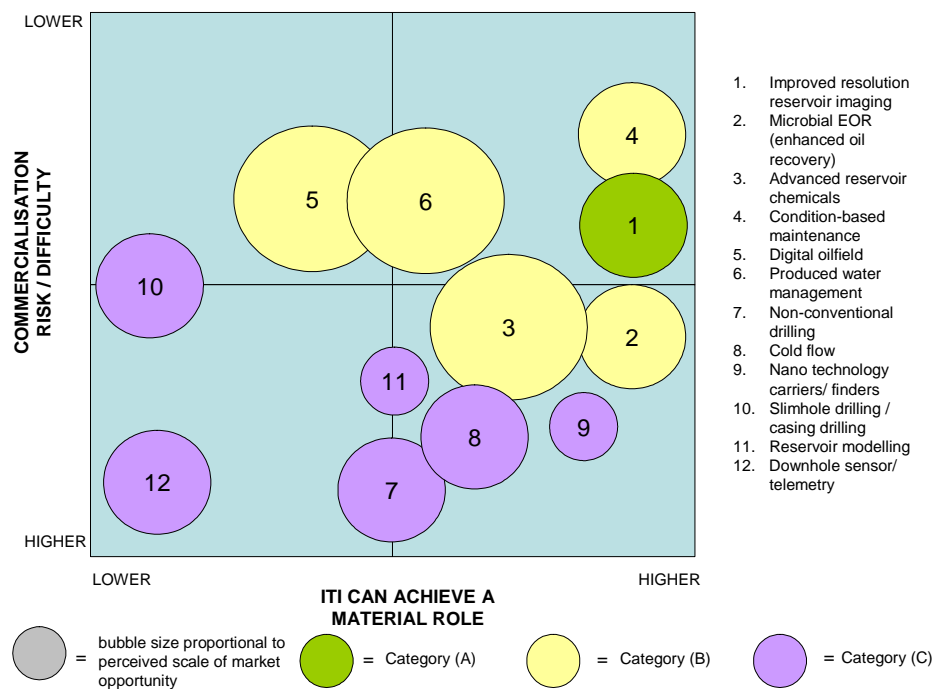 LOWER
COMMERCIALISATION
RISK / DIFFICULTY
HIGHER
4
1
5
6
10
3
2
11
8
9
12
7
LOWER
HIGHER
ITI CAN ACHIEVE A
MATERIAL ROLE
1. Improved resolution
reservoir imaging
2. Microbial EOR
(enhanced oil
recovery)
3. Advanced reservoir
chemicals
4. Condition-based
maintenance
5. Digital oilfield
6. Produced water
management
7. Non-conventional
drilling
8. Cold flow
9. Nano technology
carriers/ finders
10. Slimhole drilling /
casing drilling
11. Reservoir modelling
12. Downhole sensor/
telemetry
= bubble size proportional to
perceived scale of market
opportunity
= Category (A)
= Category (B)
= Category (C)